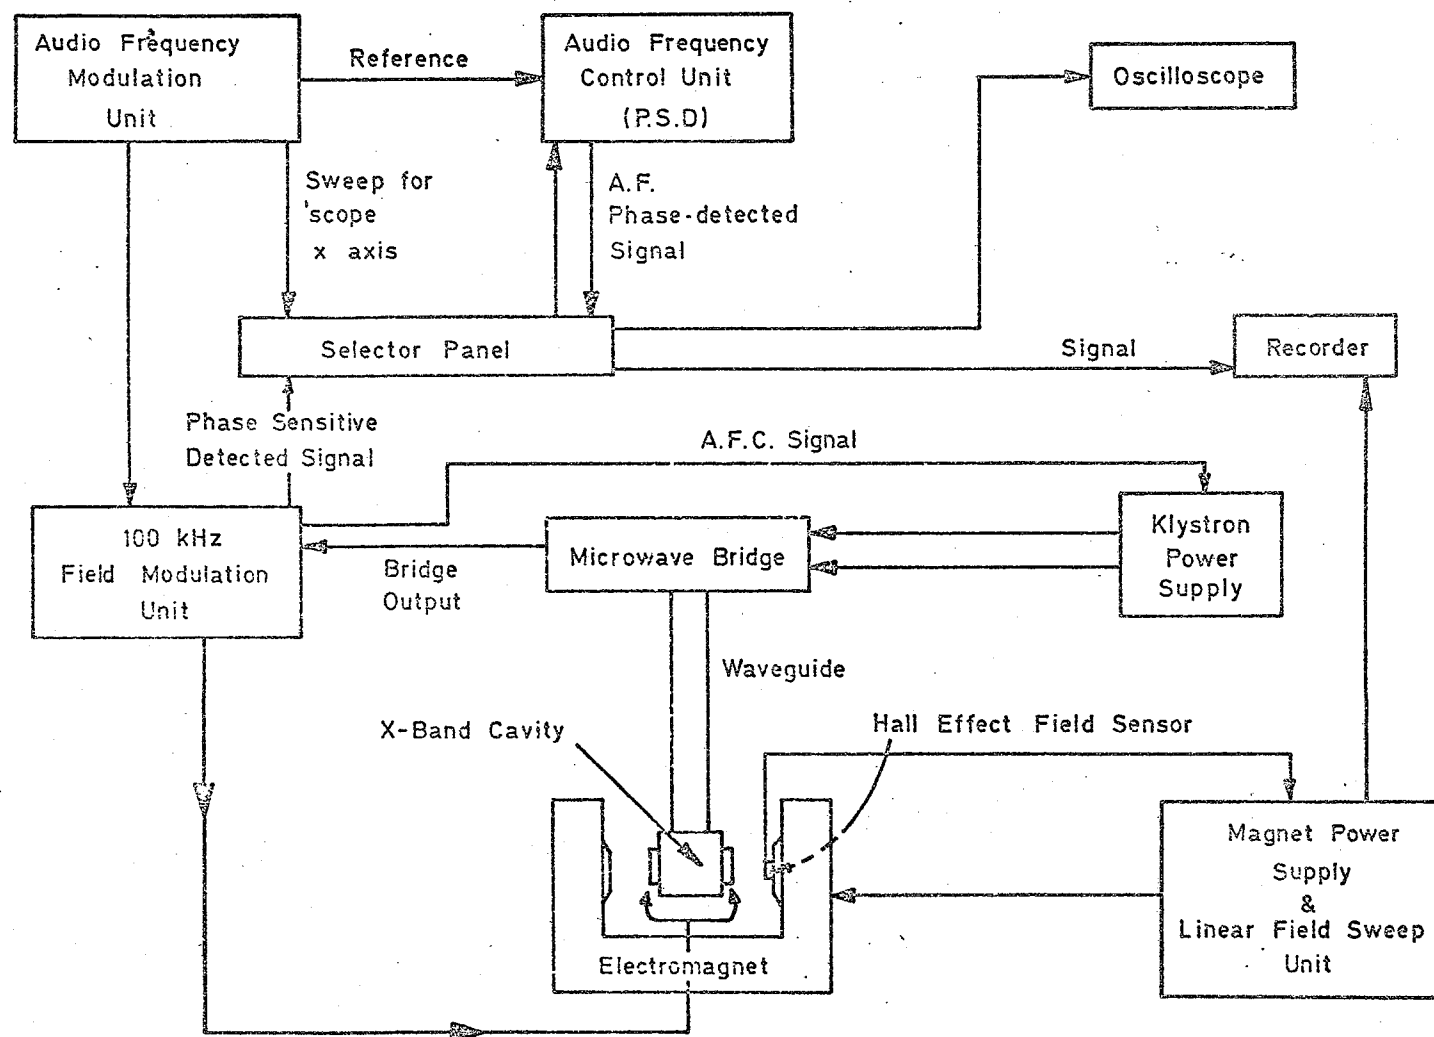 Audio Frequency
Modulation
Unit
Reference
Audio Frequency
Control Unit
(P.S.D)
Oscilloscope
Sweep for
'scope
x axis
A.F.
Phase-detected
Signal
Selector Panel
Signal
Recorder
Phase Sensitive
Detected Signal
A.F.C. Signal
100 kHz
Field Modulation
Unit
Bridge
Output
Microwave Bridge
Klystron
Power
Supply
Waveguide
X-Band Cavity
Hall Effect Field Sensor
Electromagnet
Magnet Power
Supply
&
Linear Field Sweep
Unit